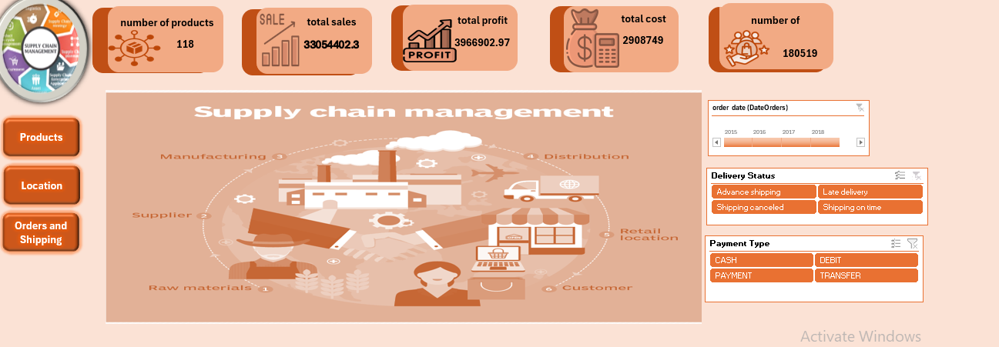 SUPPLY CHAIN
MANAGEMENT
number of products
118
SALE
total sales
33054402.3
PROFIT
total profit
3966902.97
total cost
2908749
number of
180519
Products
Location
Orders and
Shipping
Supply chain management
Manufacturing 3
4 Distribution
Supplier 2
5 Retail
location
Raw materials 1
6 Customer
order date (DateOrders)
2015 2016 2017 2018
Delivery Status
Advance shipping
Late delivery
Shipping canceled
Shipping on time
Payment Type
CASH
DEBIT
PAYMENT
TRANSFER
Activate Windows